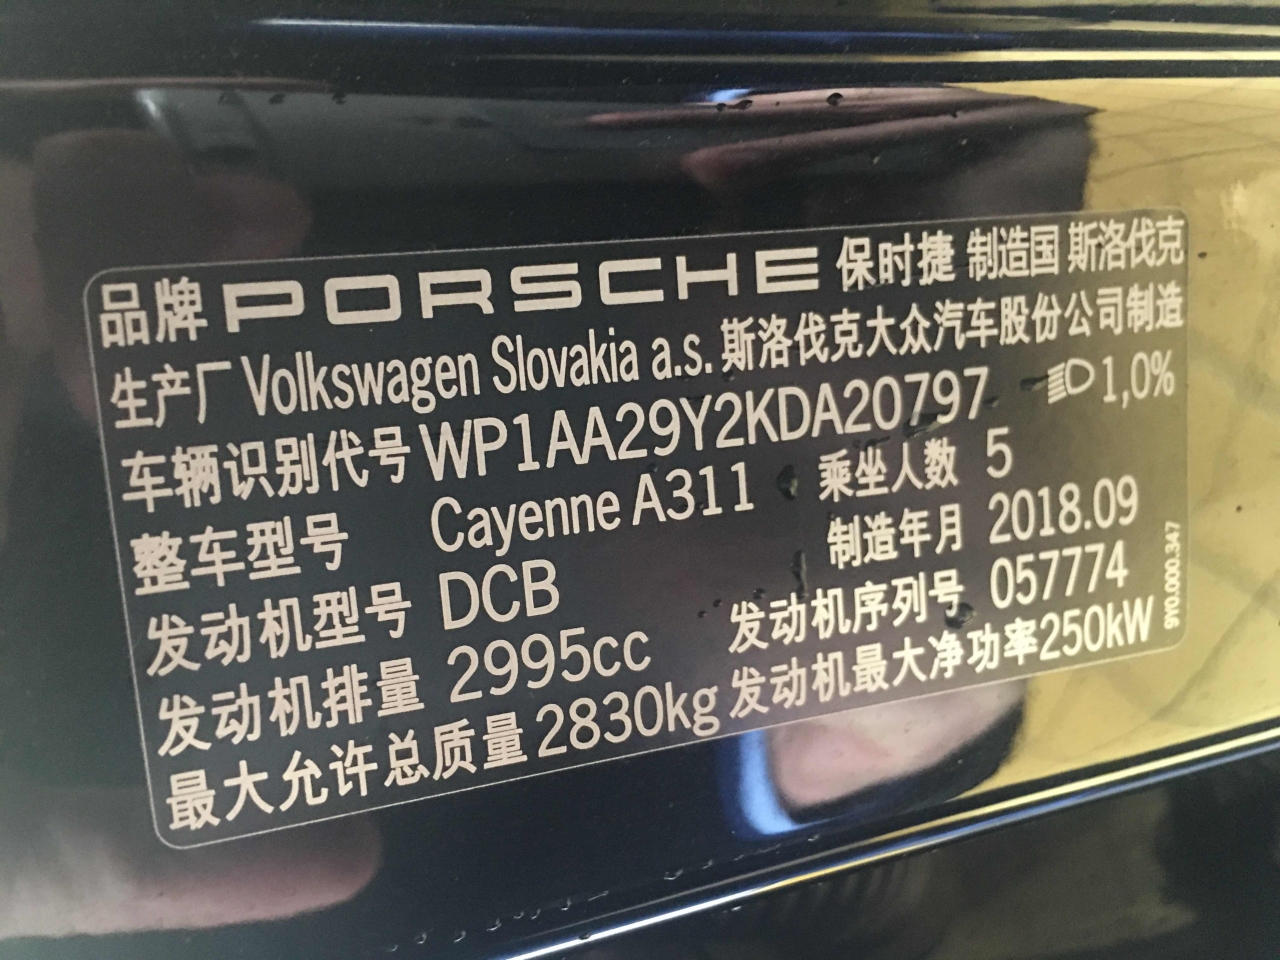 品牌 PORSCHE 保时捷 制造国 斯洛伐克
生产厂 Volkswagen Slovakia a.s. 斯洛伐克大众汽车股份公司制造
车辆识别代号 WP1AA29Y2KDA20797 1,0%
整车型号 Cayenne A311 乘坐人数 5
发动机型号 DCB 制造年月 2018.09
发动机排量 2995cc 发动机序列号 057774
最大允许总质量 2830kg 发动机最大净功率 250kW
9Y0.000.347